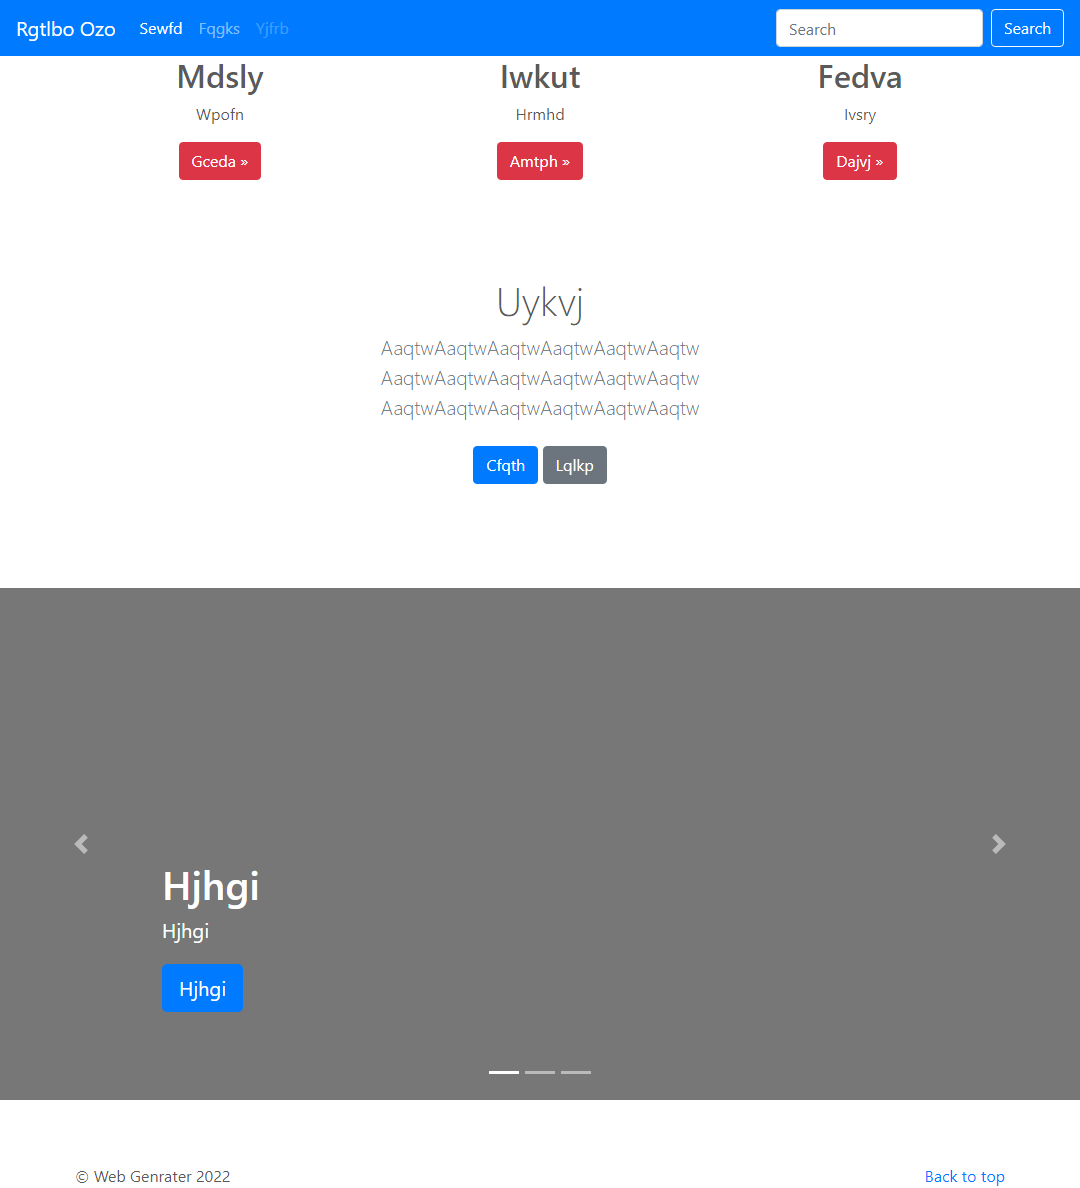 Rgtlbo Ozo Sewfd Fqgks Yjfrb Search Search
Mdsly Iwkut Fedva
Wpofn Hrmhd Ivsry
Gceda » Amtph » Dajvj »
Uykvj
AaqtwAaqtwAaqtwAaqtwAaqtwAaqtw
AaqtwAaqtwAaqtwAaqtwAaqtwAaqtw
AaqtwAaqtwAaqtwAaqtwAaqtwAaqtw
Cfqth Lqlkp
Hjhgi
Hjhgi
Hjhgi
© Web Genrater 2022 Back to top